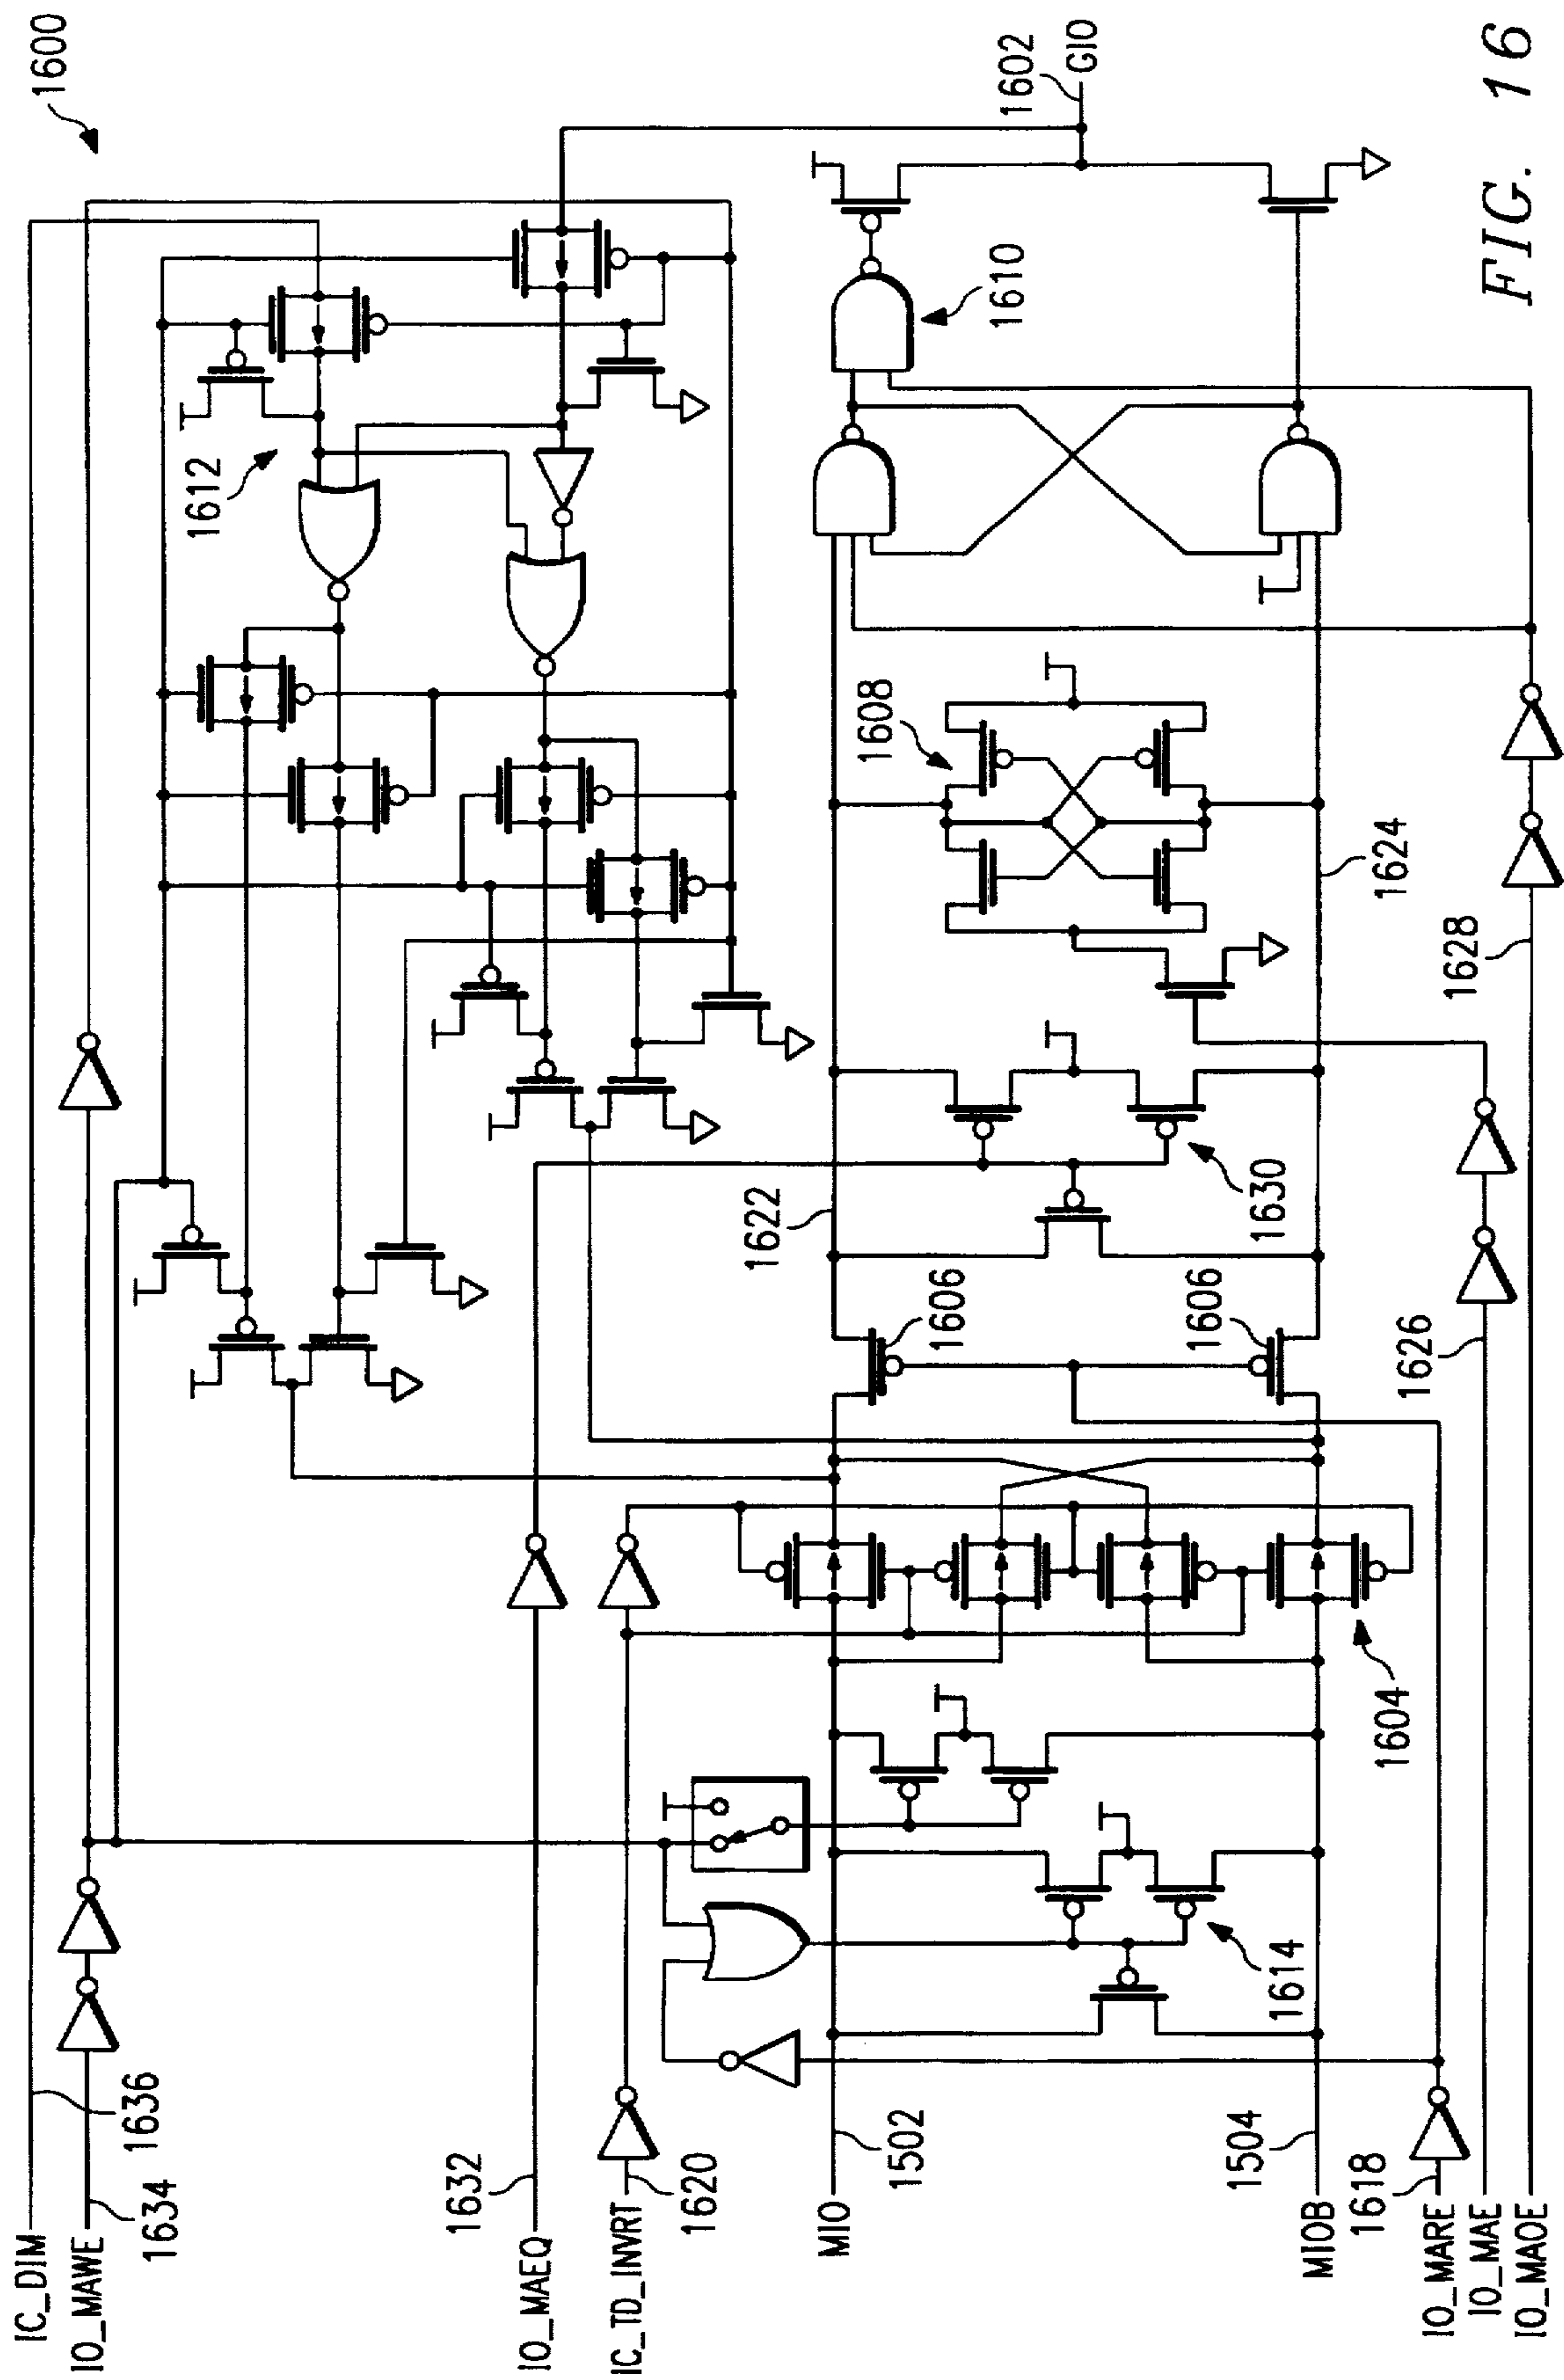 1600
IC_DIM
IO_MAWE
1636
1634
1612
1602
GIO
IO_MAEQ
1632
IC_TD_INVRT
1620
MIO
1502
1622
1608
1610
1606
1606
1630
1624
1614
1604
MIOB
1504
1618
IO_MARE
IO_MAE
1626
IO_MAOE
1628
FIG. 16